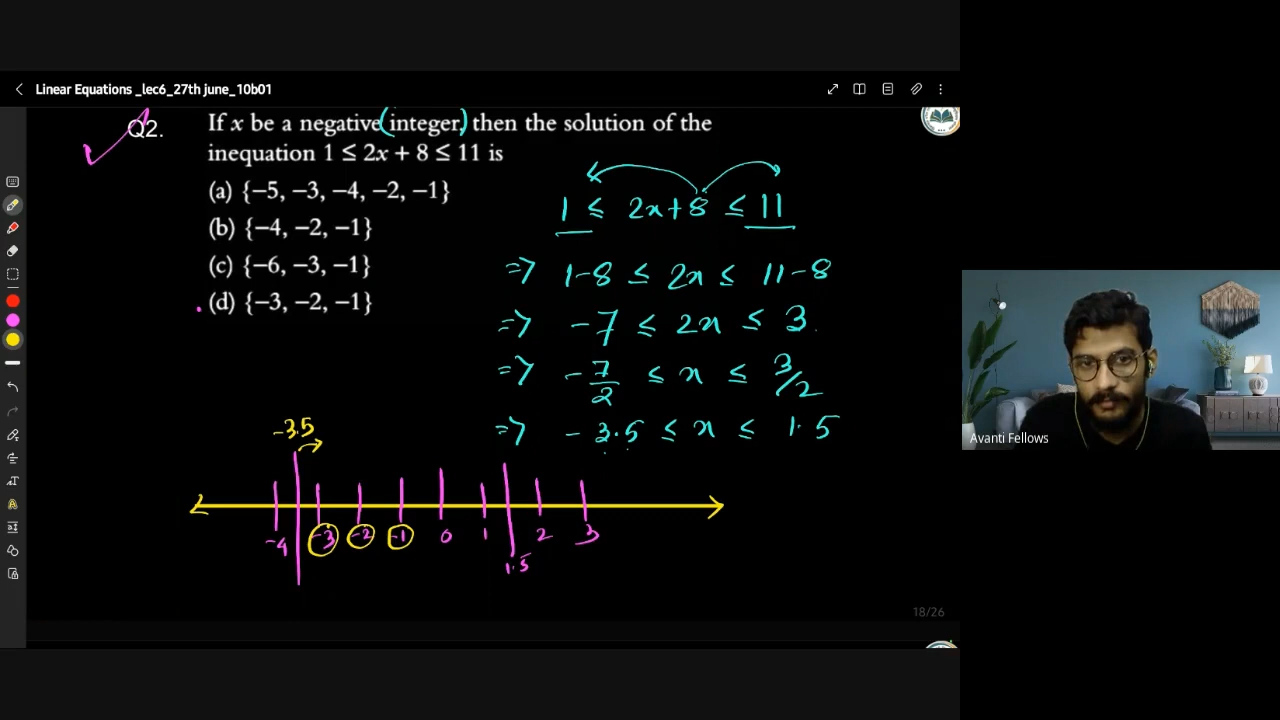 Linear Equations _lec6_27th june_10b01
Q2. If x be a negative (integer,) then the solution of the
inequation 1 ≤ 2x + 8 ≤ 11 is
(a) {−5, −3, −4, −2, −1}
(b) {−4, −2, −1}
(c) {−6, −3, −1}
(d) {−3, −2, −1}
1 ≤ 2x+8 ≤ 11
=> 1-8 ≤ 2x ≤ 11-8
=> -7 ≤ 2x ≤ 3
=> -7/2 ≤ x ≤ 3/2
=> -3.5 ≤ x ≤ 1.5
-3.5
-4 -3 -2 -1 0 1 2 3
1.5
18/26
Avanti Fellows